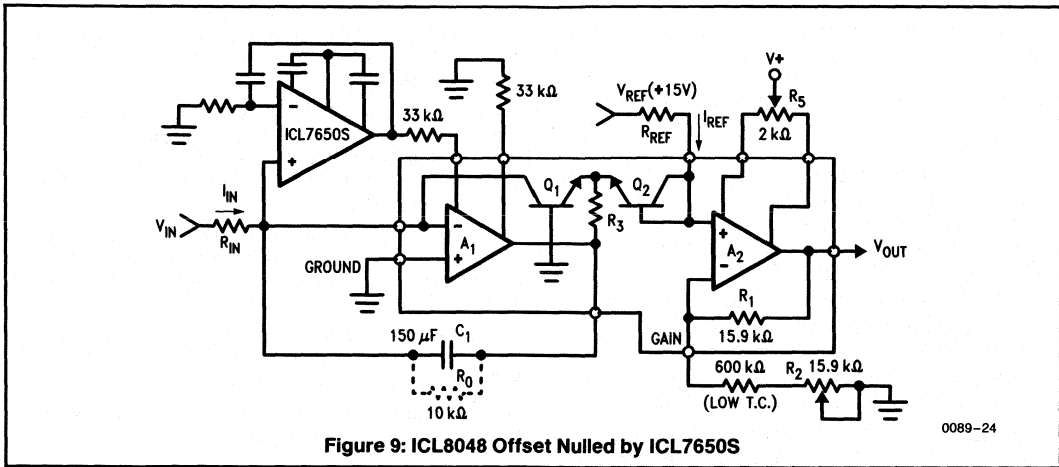 ICL7650S
−
+
33 kΩ
33 kΩ
V+
R5
2 kΩ
VREF(+15V)
RREF
IREF
IIN
VIN
RIN
Q1
Q2
R3
−
A1
+
GROUND
+
A2
−
VOUT
R1
15.9 kΩ
150 μF
C1
R0
10 kΩ
GAIN
600 kΩ
(LOW T.C.)
R2
15.9 kΩ
0089–24
Figure 9: ICL8048 Offset Nulled by ICL7650S